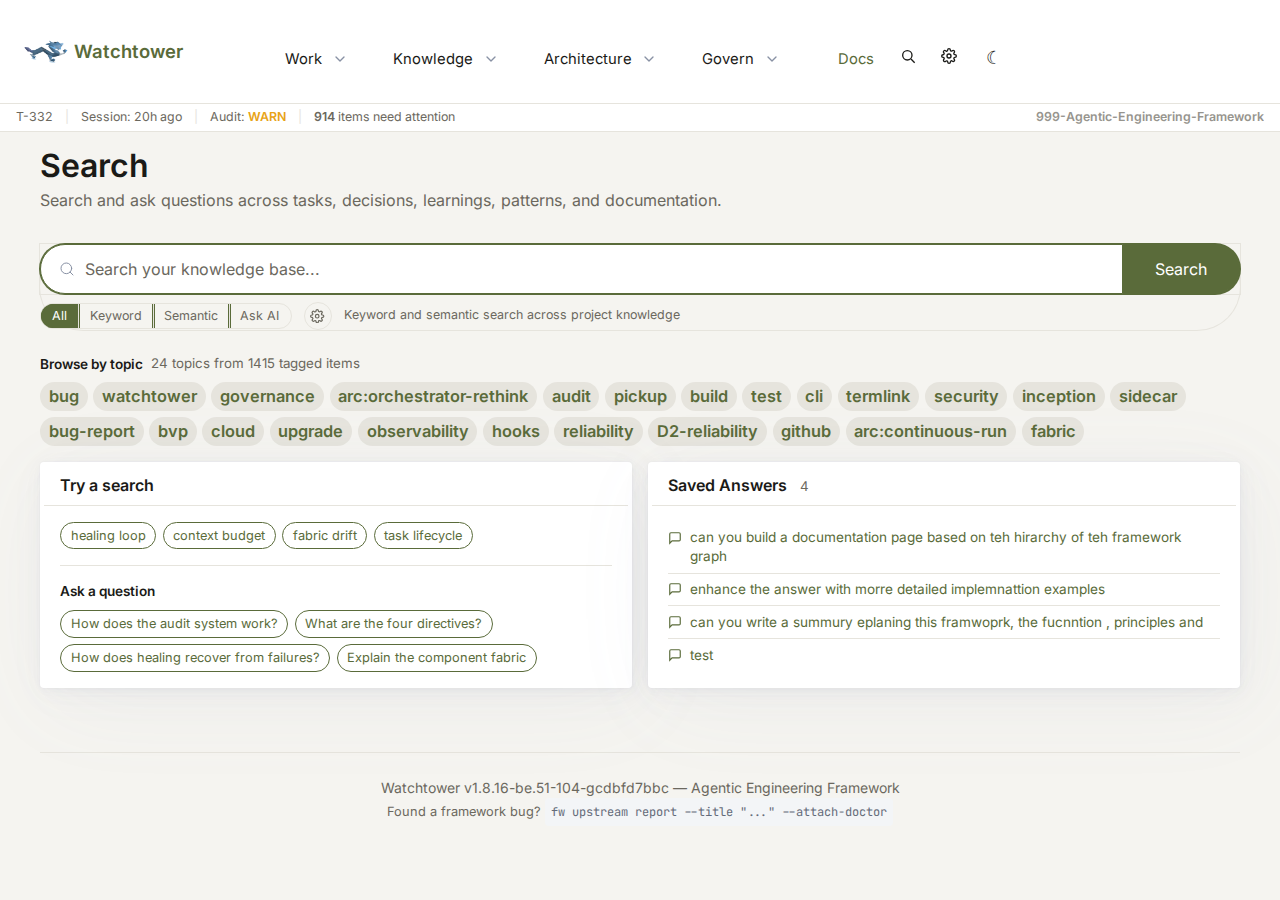 Watchtower
Work Knowledge Architecture Govern Docs
T-332 Session: 20h ago Audit: WARN 914 items need attention 999-Agentic-Engineering-Framework
Search
Search and ask questions across tasks, decisions, learnings, patterns, and documentation.
Search your knowledge base... Search
All Keyword Semantic Ask AI Keyword and semantic search across project knowledge
Browse by topic 24 topics from 1415 tagged items
bug watchtower governance arc:orchestrator-rethink audit pickup build test cli termlink security inception sidecar
bug-report bvp cloud upgrade observability hooks reliability D2-reliability github arc:continuous-run fabric
Try a search
healing loop context budget fabric drift task lifecycle
Ask a question
How does the audit system work? What are the four directives?
How does healing recover from failures? Explain the component fabric
Saved Answers 4
can you build a documentation page based on teh hirarchy of teh framework
graph
enhance the answer with morre detailed implemnattion examples
can you write a summury eplaning this framwoprk, the fucnntion , principles and
test
Watchtower v1.8.16-be.51-104-gcdbfd7bbc — Agentic Engineering Framework
Found a framework bug? fw upstream report --title "..." --attach-doctor